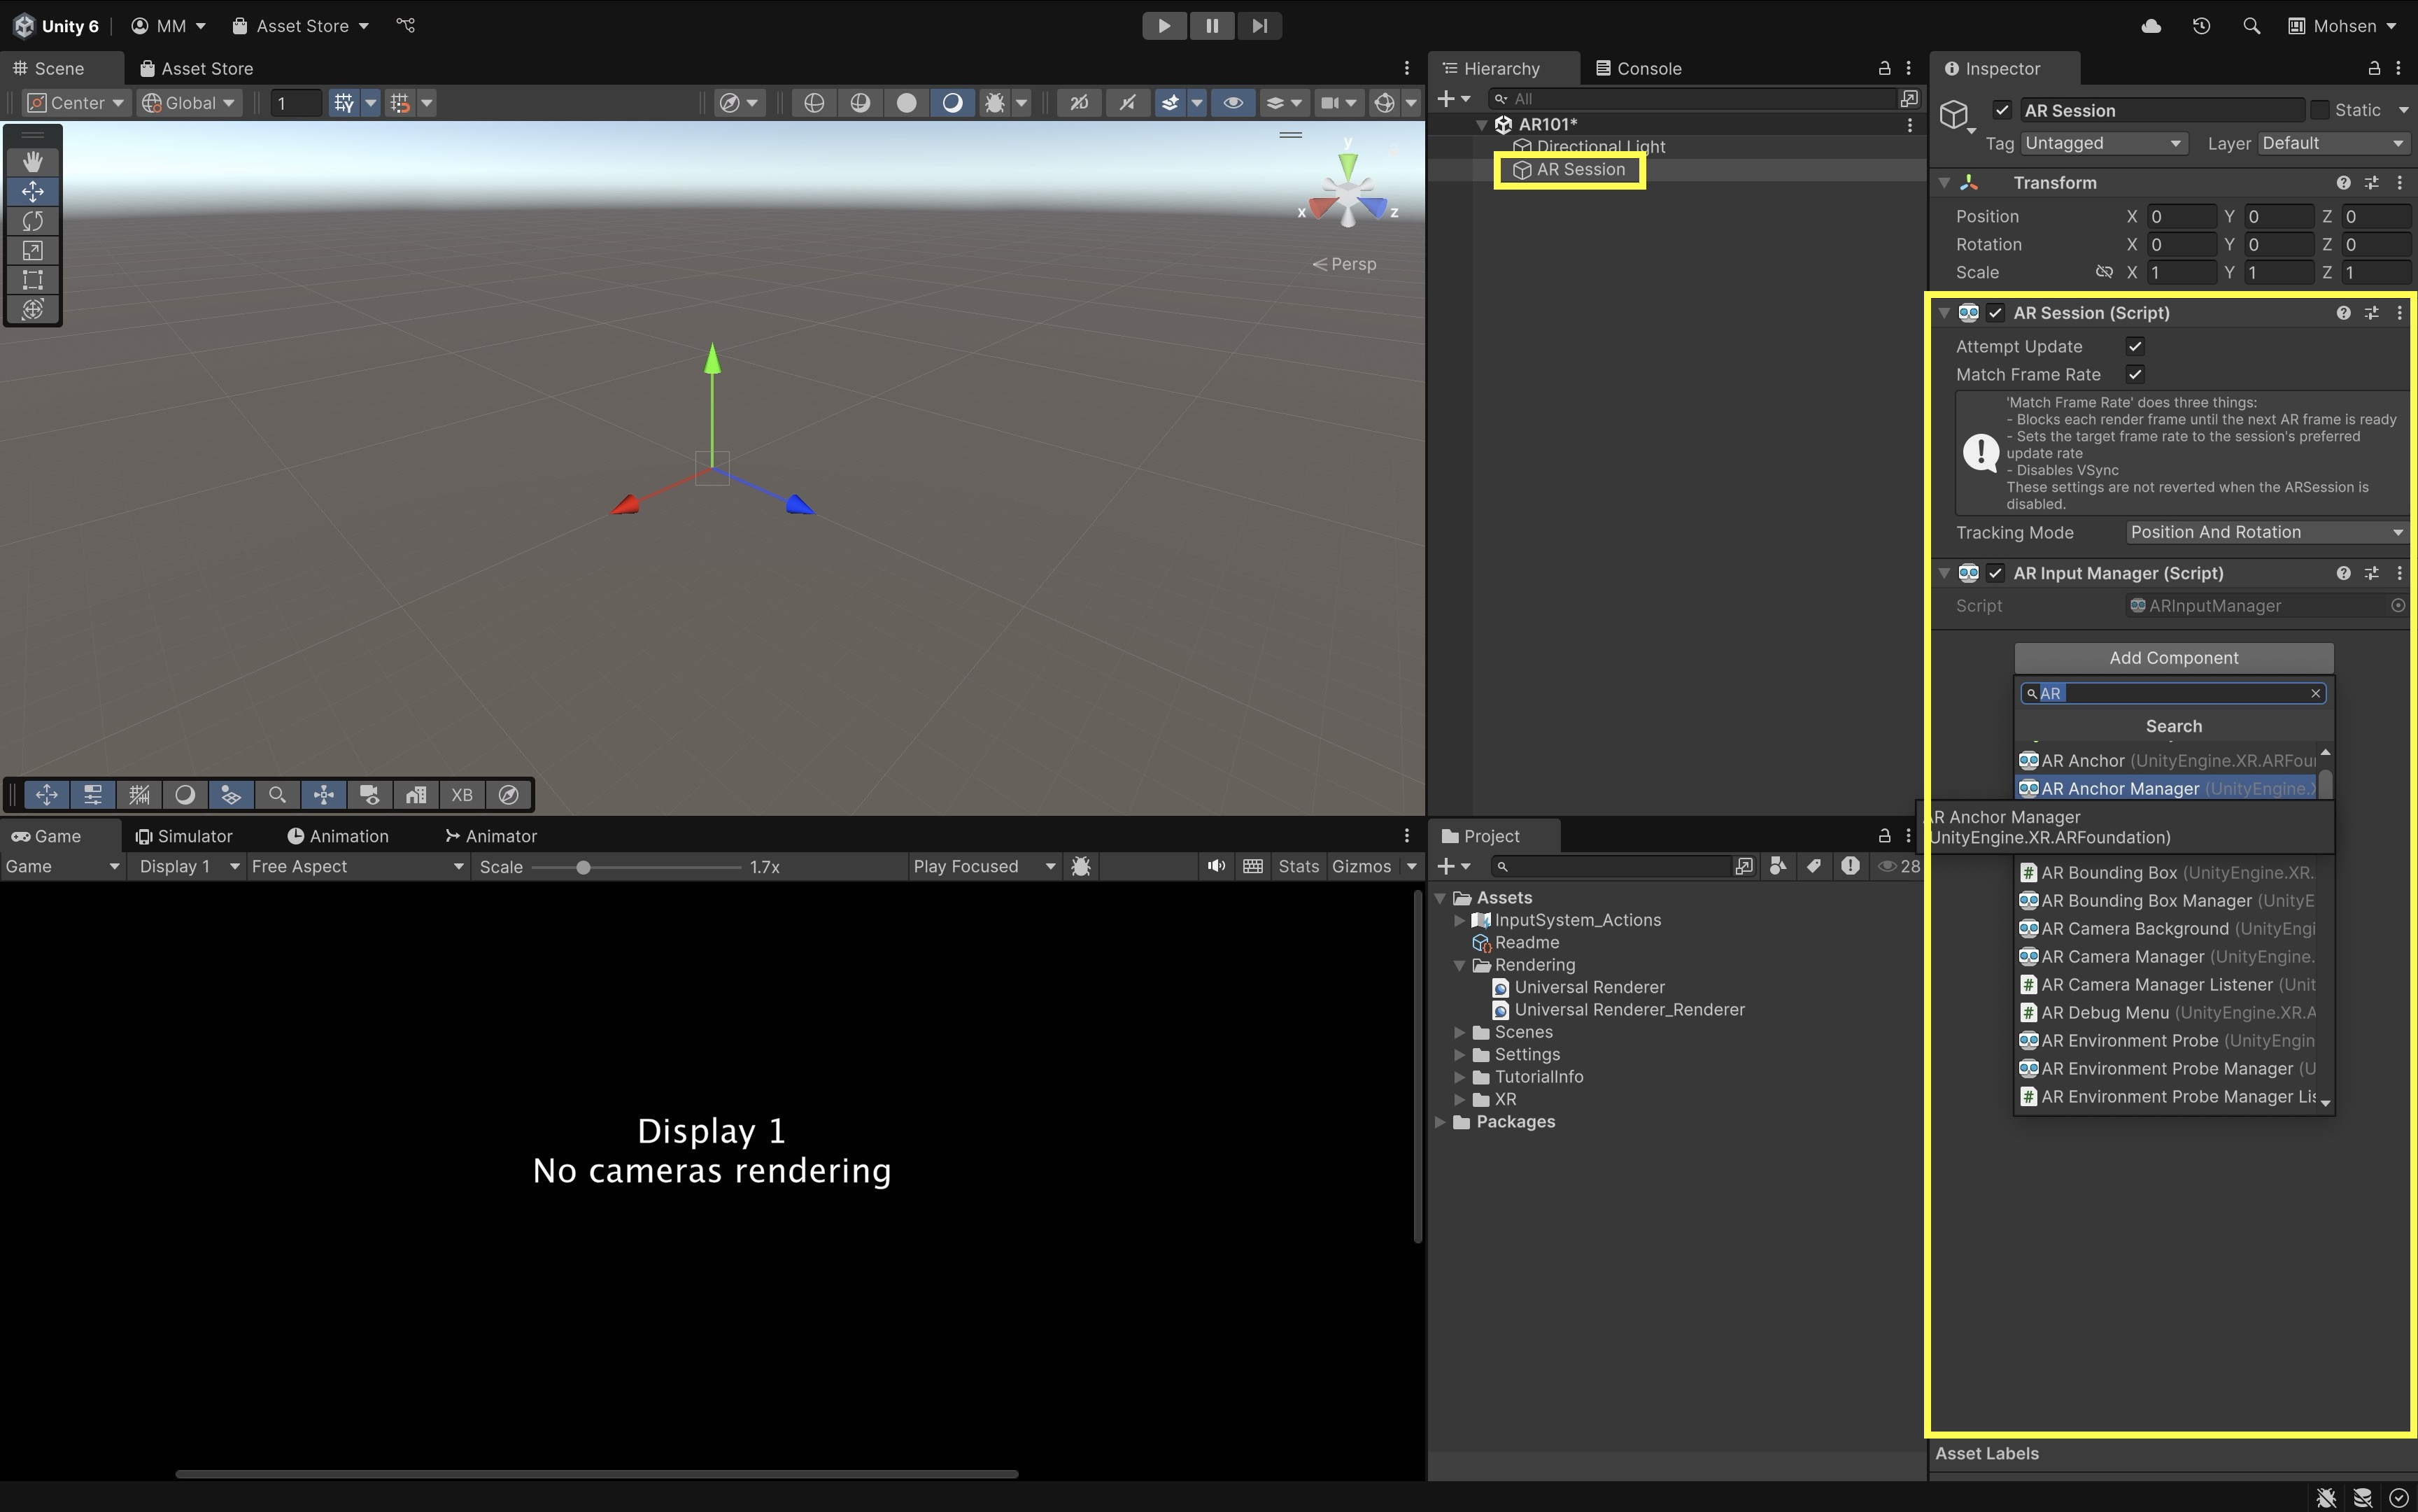 Unity 6
MM
Asset Store
Mohsen
Scene
Asset Store
Center
Global
1
2D
y
x
z
Persp
XB
Hierarchy
Console
All
AR101*
Directional Light
AR Session
Inspector
AR Session
Static
Tag
Untagged
Layer
Default
Transform
Position X 0 Y 0 Z 0
Rotation X 0 Y 0 Z 0
Scale X 1 Y 1 Z 1
AR Session (Script)
Attempt Update
Match Frame Rate
'Match Frame Rate' does three things:
- Blocks each render frame until the next AR frame is ready
- Sets the target frame rate to the session's preferred
update rate
- Disables VSync
These settings are not reverted when the ARSession is
disabled.
Tracking Mode Position And Rotation
AR Input Manager (Script)
Script ARInputManager
Add Component
AR
Search
AR Anchor (UnityEngine.XR.ARFou
AR Anchor Manager (UnityEngine.X
AR Anchor Manager
UnityEngine.XR.ARFoundation)
AR Bounding Box (UnityEngine.XR.
AR Bounding Box Manager (UnityE
AR Camera Background (UnityEngi
AR Camera Manager (UnityEngine.
AR Camera Manager Listener (Unit
AR Debug Menu (UnityEngine.XR.A
AR Environment Probe (UnityEngin
AR Environment Probe Manager (U
AR Environment Probe Manager Lis
Asset Labels
Game
Simulator
Animation
Animator
Game
Display 1
Free Aspect
Scale
1.7x
Play Focused
Stats
Gizmos
Display 1
No cameras rendering
Project
28
Assets
InputSystem_Actions
Readme
Rendering
Universal Renderer
Universal Renderer_Renderer
Scenes
Settings
TutorialInfo
XR
Packages